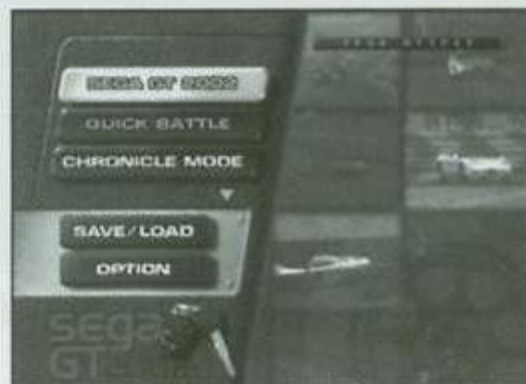 SEGA GT 2002
QUICK BATTLE
CHRONICLE MODE
SAVE/LOAD
OPTION
sega
GT